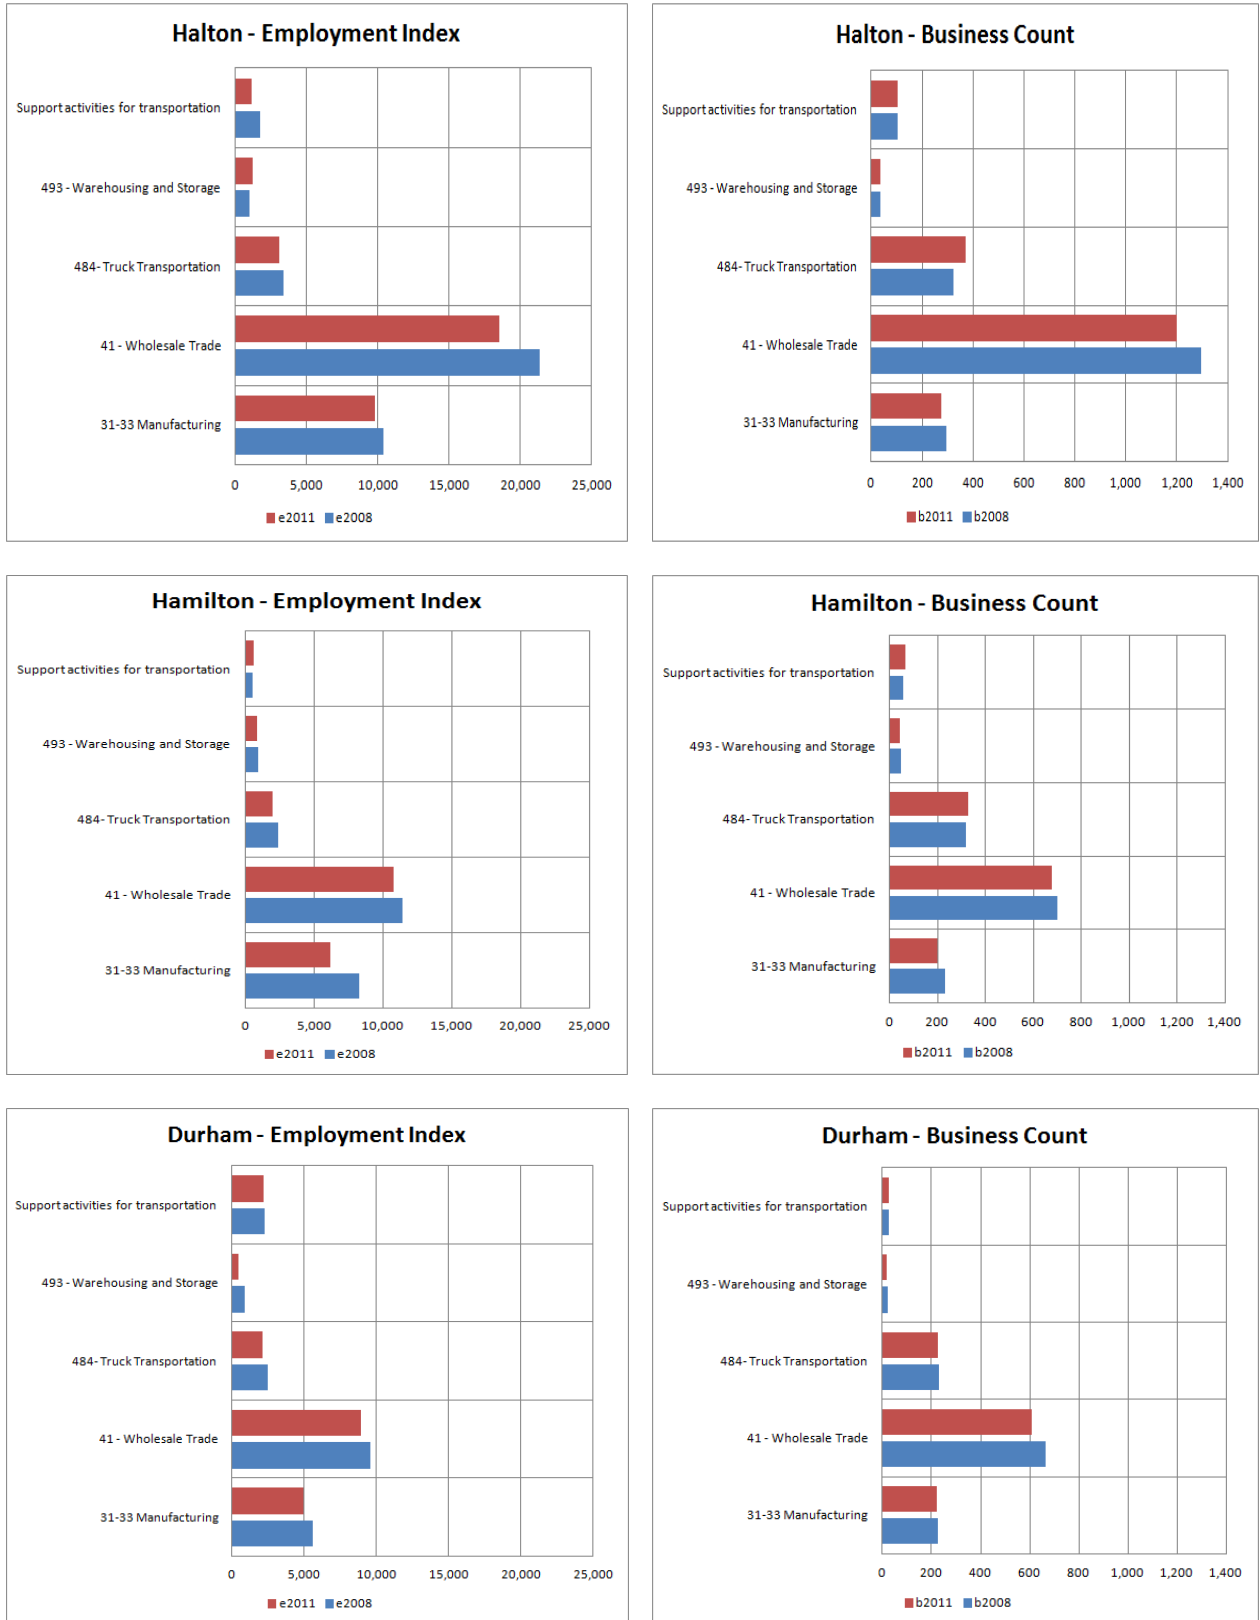 Halton - Employment Index
Support activities for transportation
493 - Warehousing and Storage
484- Truck Transportation
41 - Wholesale Trade
31-33 Manufacturing
0 5,000 10,000 15,000 20,000 25,000
e2011 e2008
Halton - Business Count
Support activities for transportation
493 - Warehousing and Storage
484- Truck Transportation
41 - Wholesale Trade
31-33 Manufacturing
0 200 400 600 800 1,000 1,200 1,400
b2011 b2008
Hamilton - Employment Index
Support activities for transportation
493 - Warehousing and Storage
484- Truck Transportation
41 - Wholesale Trade
31-33 Manufacturing
0 5,000 10,000 15,000 20,000 25,000
e2011 e2008
Hamilton - Business Count
Support activities for transportation
493 - Warehousing and Storage
484- Truck Transportation
41 - Wholesale Trade
31-33 Manufacturing
0 200 400 600 800 1,000 1,200 1,400
b2011 b2008
Durham - Employment Index
Support activities for transportation
493 - Warehousing and Storage
484- Truck Transportation
41 - Wholesale Trade
31-33 Manufacturing
0 5,000 10,000 15,000 20,000 25,000
e2011 e2008
Durham - Business Count
Support activities for transportation
493 - Warehousing and Storage
484- Truck Transportation
41 - Wholesale Trade
31-33 Manufacturing
0 200 400 600 800 1,000 1,200 1,400
b2011 b2008